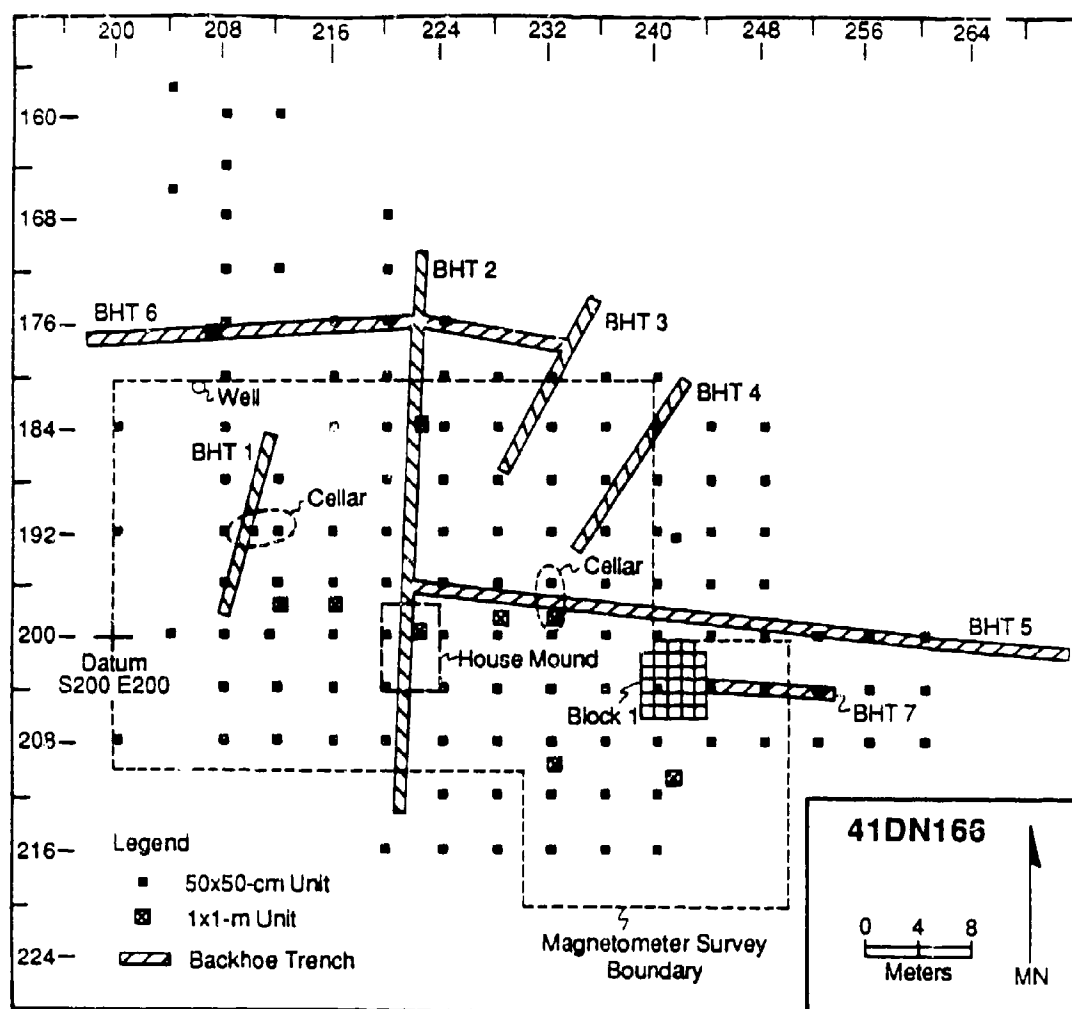 200 208 216 224 232 240 248 256 264
160
168
BHT 2
BHT 6
BHT 3
176
Well
BHT 4
184
BHT 1
Cellar
192
Cellar
200
BHT 5
Datum
S200 E200
House Mound
Block 1
BHT 7
208
41DN166
Legend
216
50x50-cm Unit
1x1-m Unit
Backhoe Trench
Magnetometer Survey
Boundary
0 4 8
Meters
MN
224